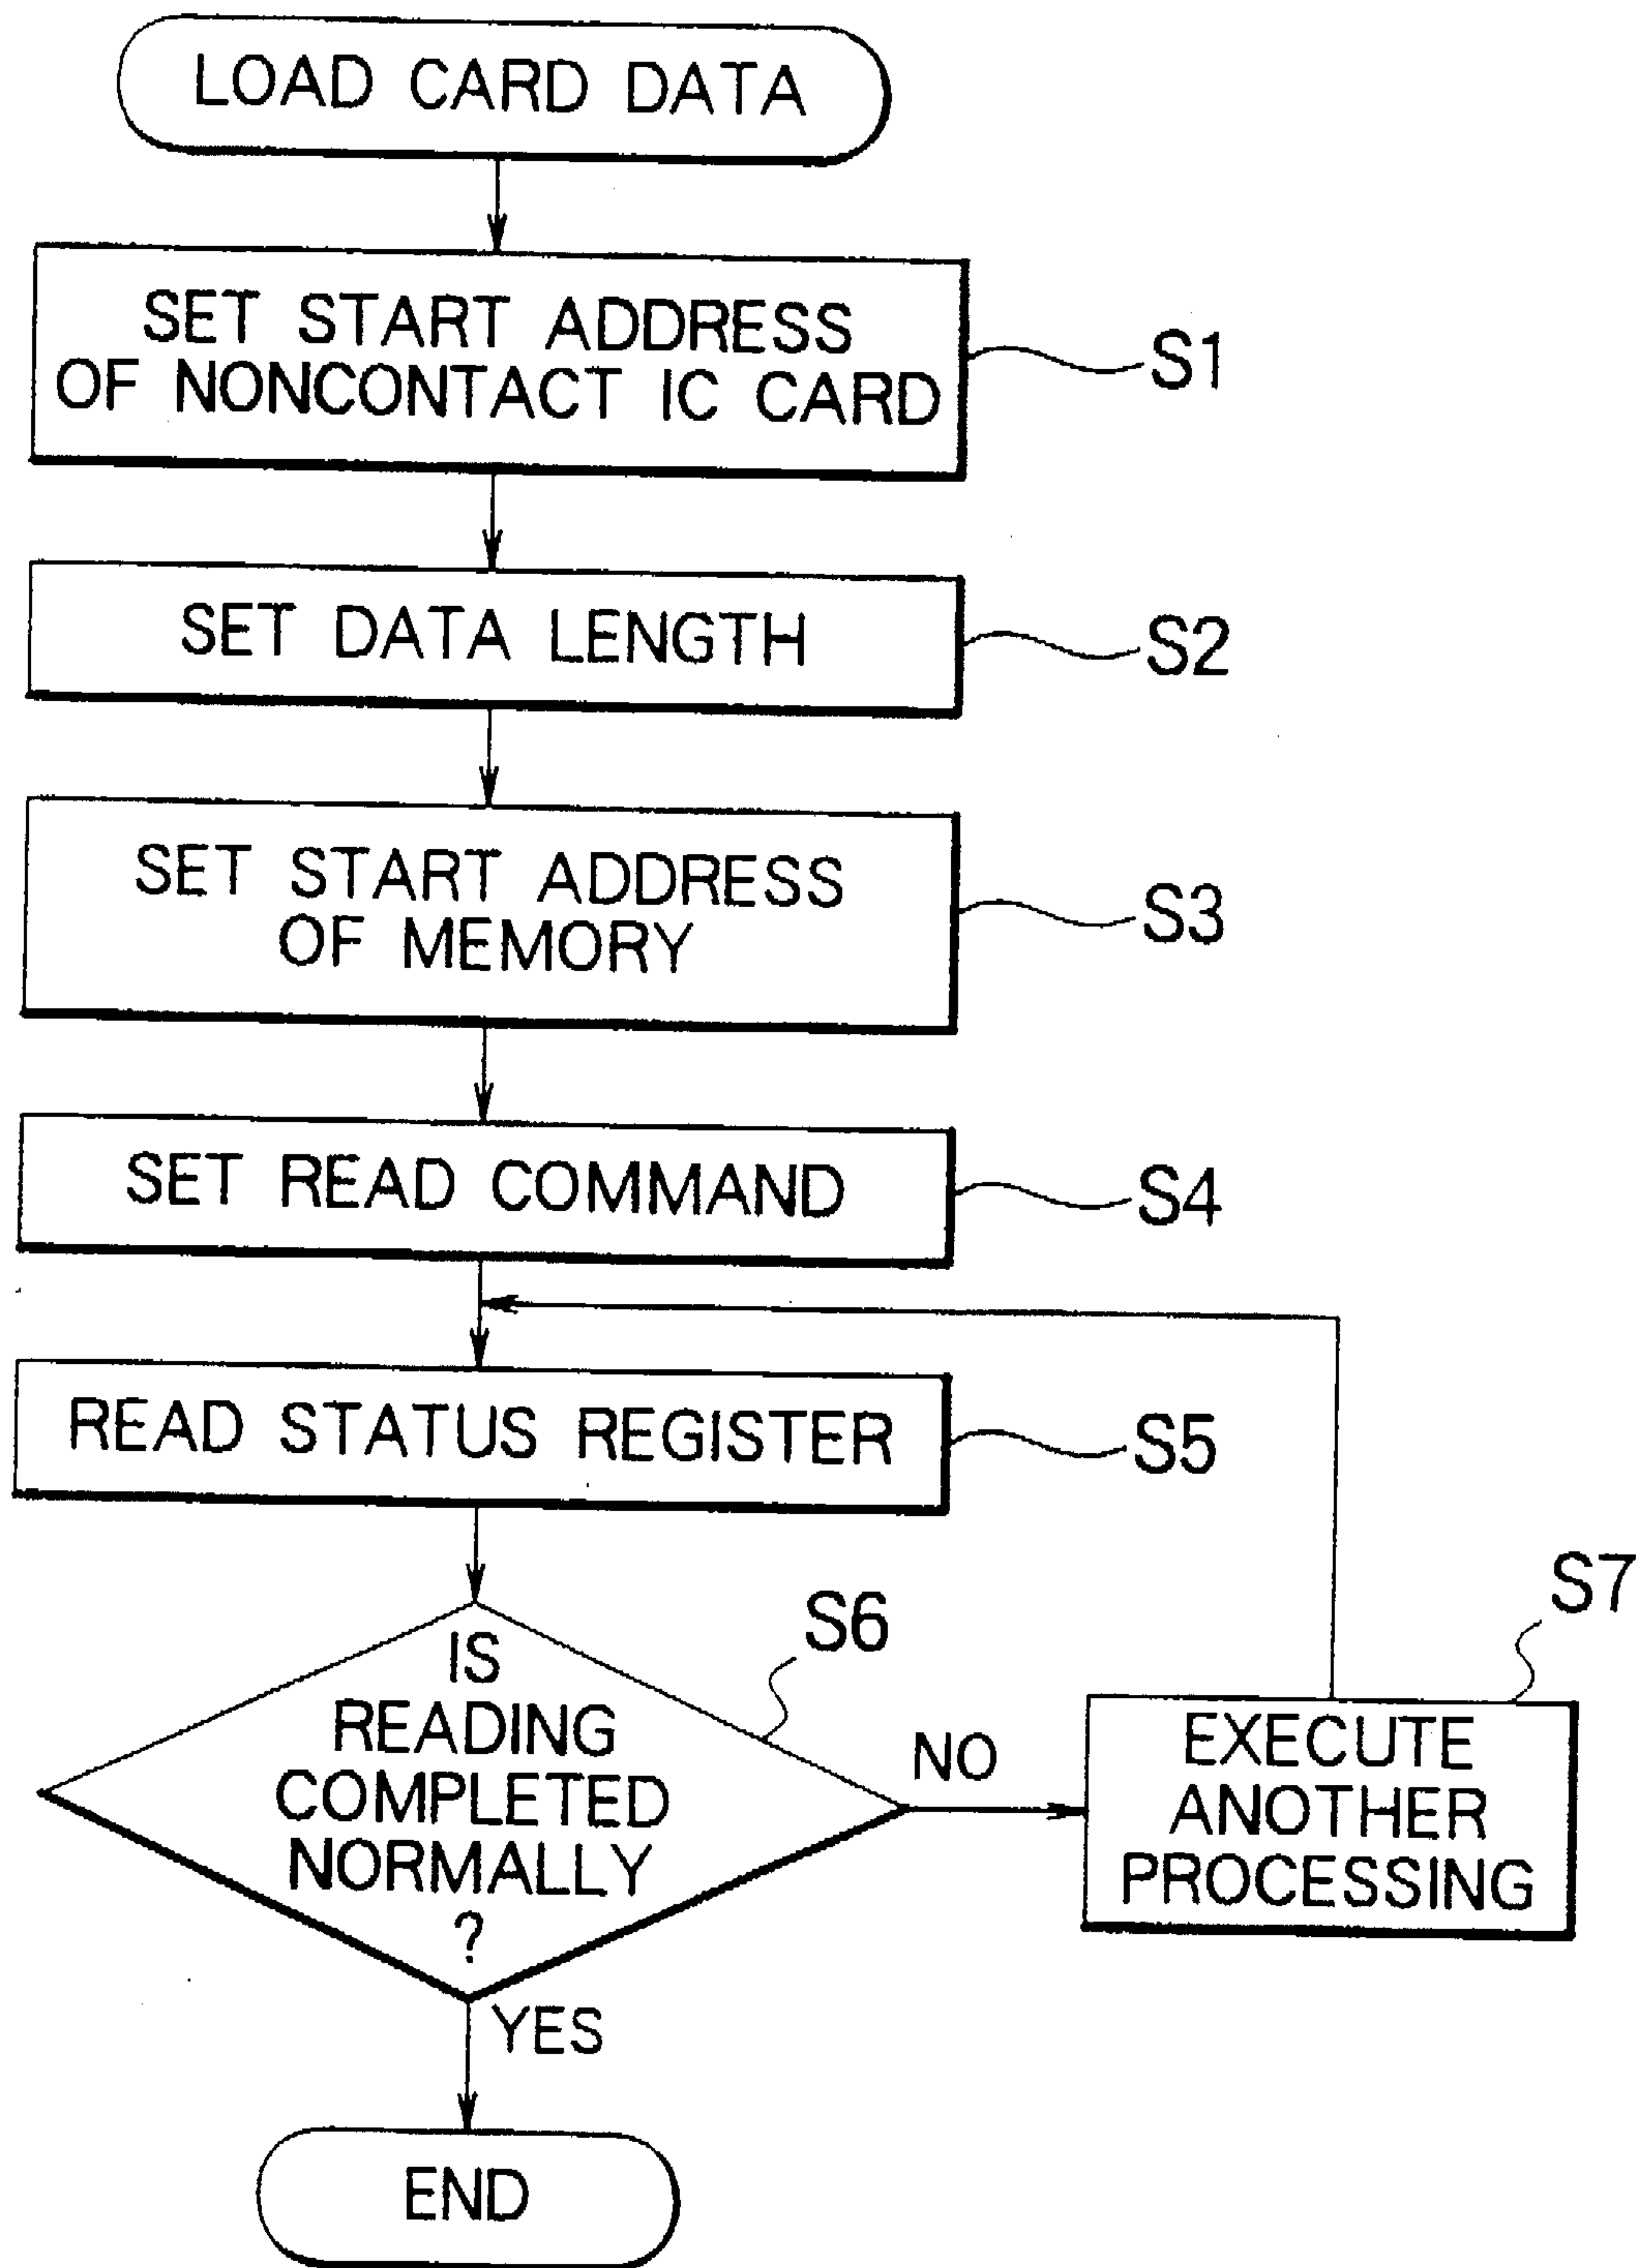 LOAD CARD DATA
SET START ADDRESS
OF NONCONTACT IC CARD
S1
SET DATA LENGTH
S2
SET START ADDRESS
OF MEMORY
S3
SET READ COMMAND
S4
READ STATUS REGISTER
S5
IS
READING
COMPLETED
NORMALLY
?
S6
NO
S7
EXECUTE
ANOTHER
PROCESSING
YES
END